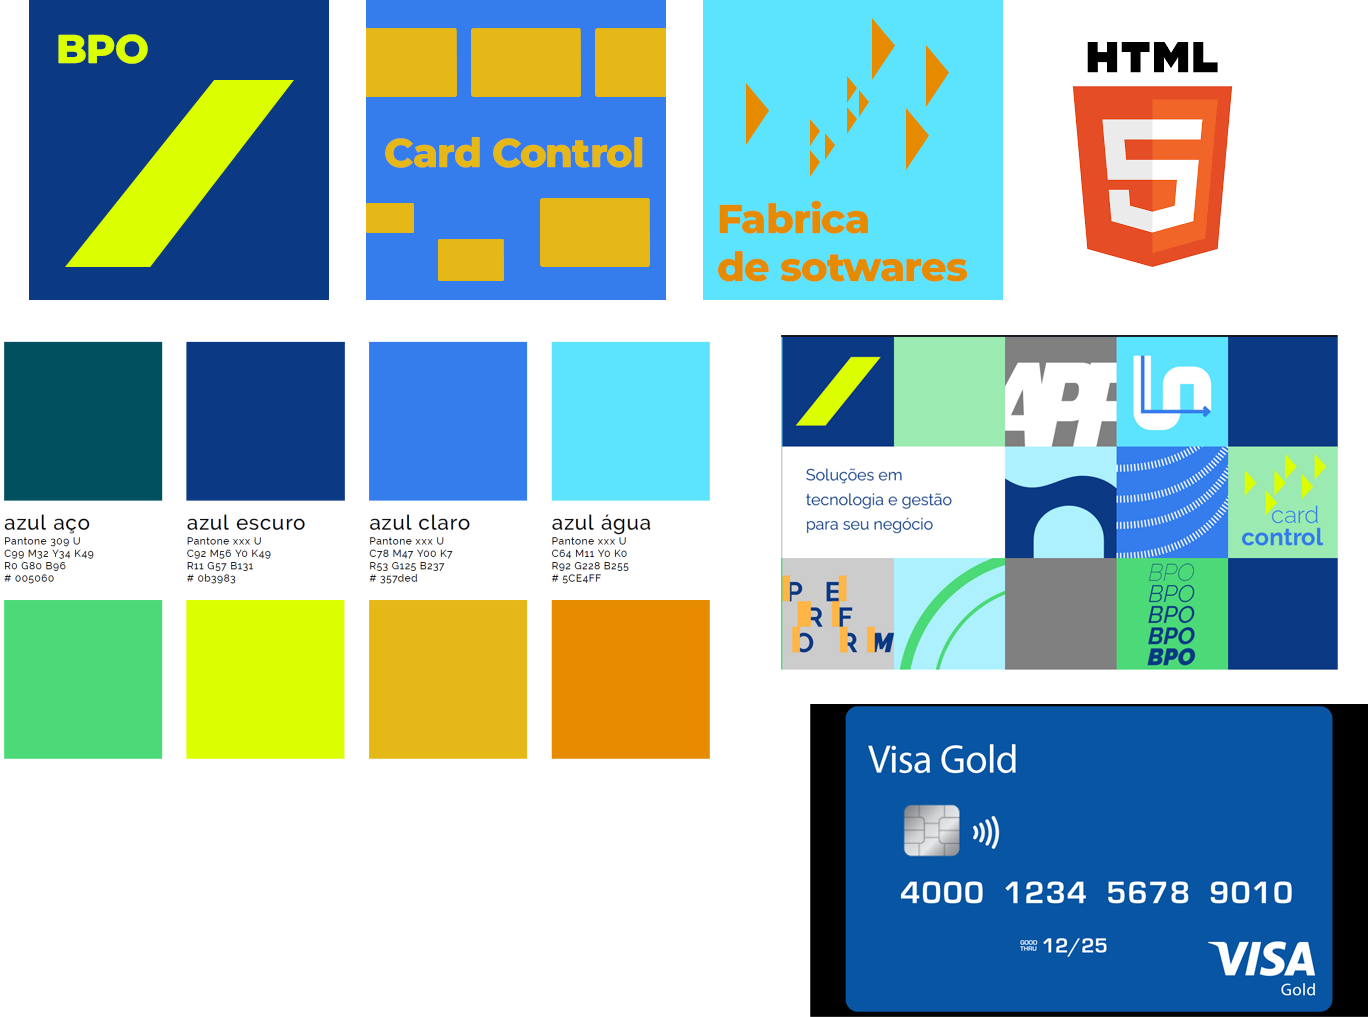 BPO
Card Control
Fabrica
de sotwares
HTML
5
azul aço
Pantone 309 U
C99 M32 Y34 K49
R0 G80 B96
# 005060
azul escuro
Pantone xxx U
C92 M56 Y0 K49
R11 G57 B131
# 0b3983
azul claro
Pantone xxx U
C78 M47 Y00 K7
R53 G125 B237
# 357ded
azul água
Pantone xxx U
C64 M11 Y0 K0
R92 G228 B255
# 5CE4FF
APP
Soluções em
tecnologia e gestão
para seu negócio
card
control
P E
R F
O R M
BPO
BPO
BPO
BPO
BPO
Visa Gold
4000 1234 5678 9010
GOOD
THRU 12/25
VISA
Gold